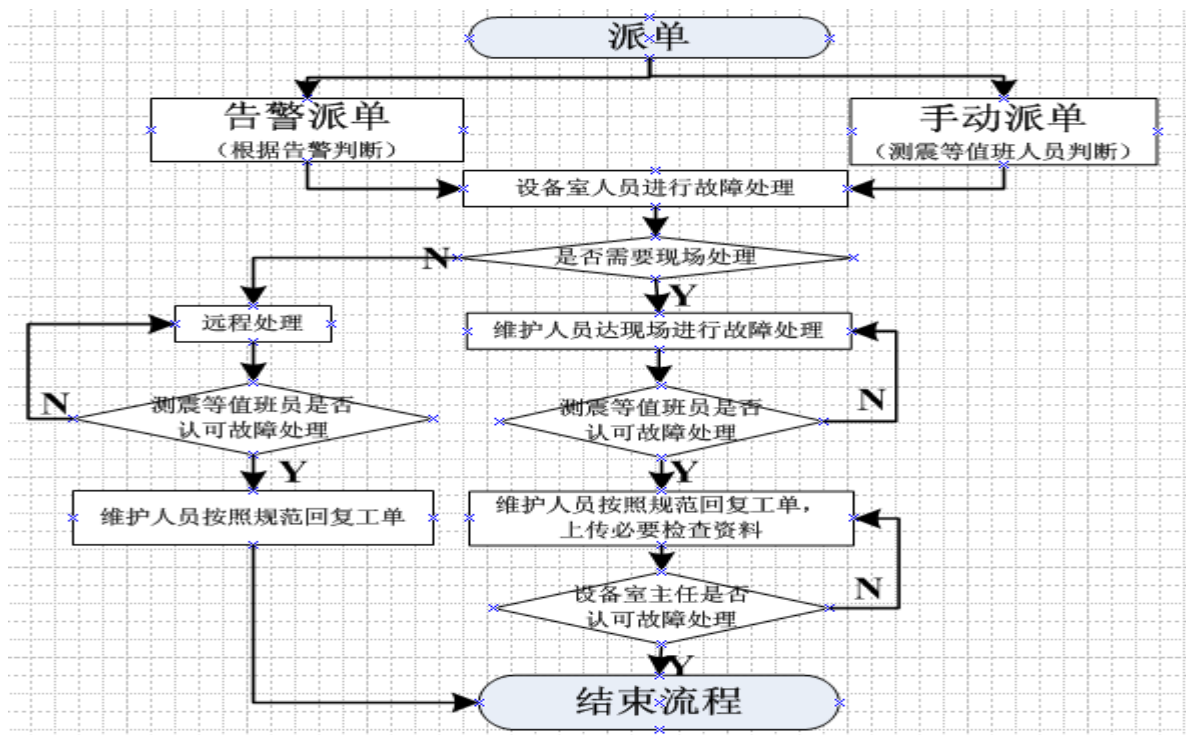 派单
告警派单
（根据告警判断）
手动派单
（测震等值班人员判断）
设备室人员进行故障处理
是否需要现场处理
N
Y
远程处理
维护人员达现场进行故障处理
N
测震等值班员是否
认可故障处理
N
测震等值班员是否
认可故障处理
Y
Y
维护人员按照规范回复工单
维护人员按照规范回复工单，
上传必要检查资料
设备室主任是否
认可故障处理
N
Y
结束流程